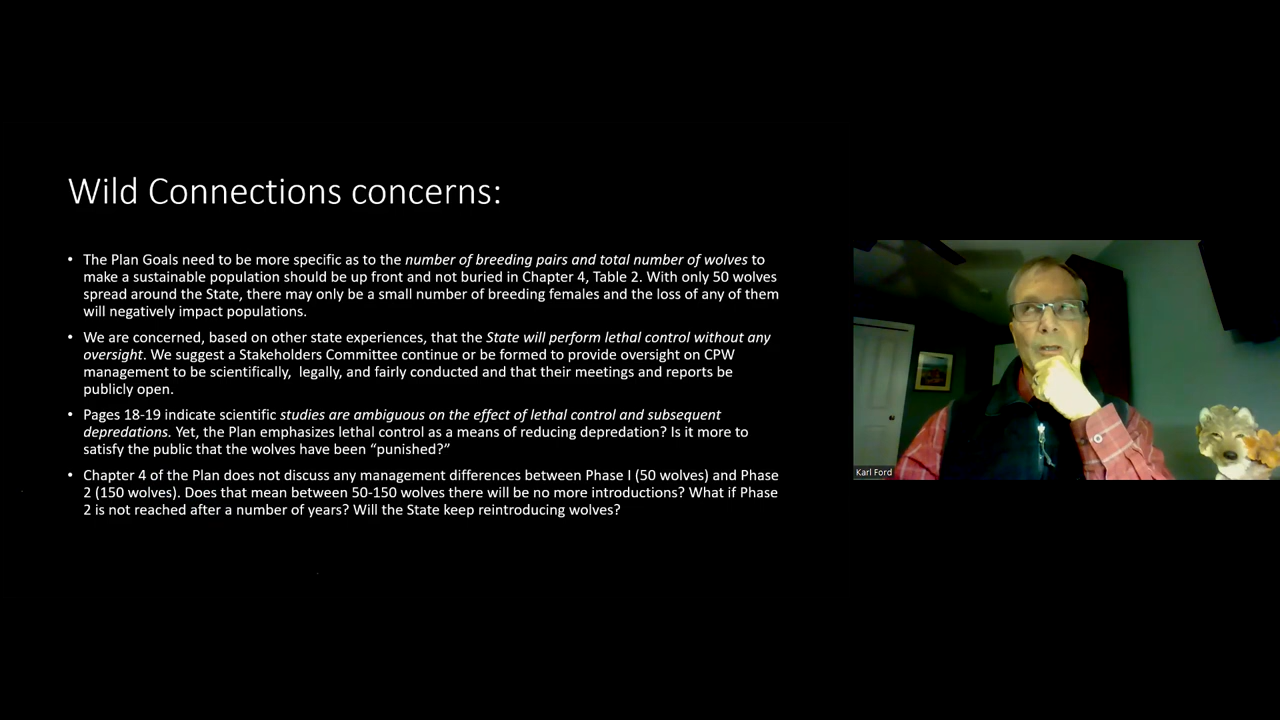 Wild Connections concerns:
• The Plan Goals need to be more specific as to the number of breeding pairs and total number of wolves to
make a sustainable population should be up front and not buried in Chapter 4, Table 2. With only 50 wolves
spread around the State, there may only be a small number of breeding females and the loss of any of them
will negatively impact populations.
• We are concerned, based on other state experiences, that the State will perform lethal control without any
oversight. We suggest a Stakeholders Committee continue or be formed to provide oversight on CPW
management to be scientifically,  legally, and fairly conducted and that their meetings and reports be
publicly open.
• Pages 18-19 indicate scientific studies are ambiguous on the effect of lethal control and subsequent
depredations. Yet, the Plan emphasizes lethal control as a means of reducing depredation? Is it more to
satisfy the public that the wolves have been “punished?”
• Chapter 4 of the Plan does not discuss any management differences between Phase I (50 wolves) and Phase
2 (150 wolves). Does that mean between 50-150 wolves there will be no more introductions? What if Phase
2 is not reached after a number of years? Will the State keep reintroducing wolves?
Karl Ford